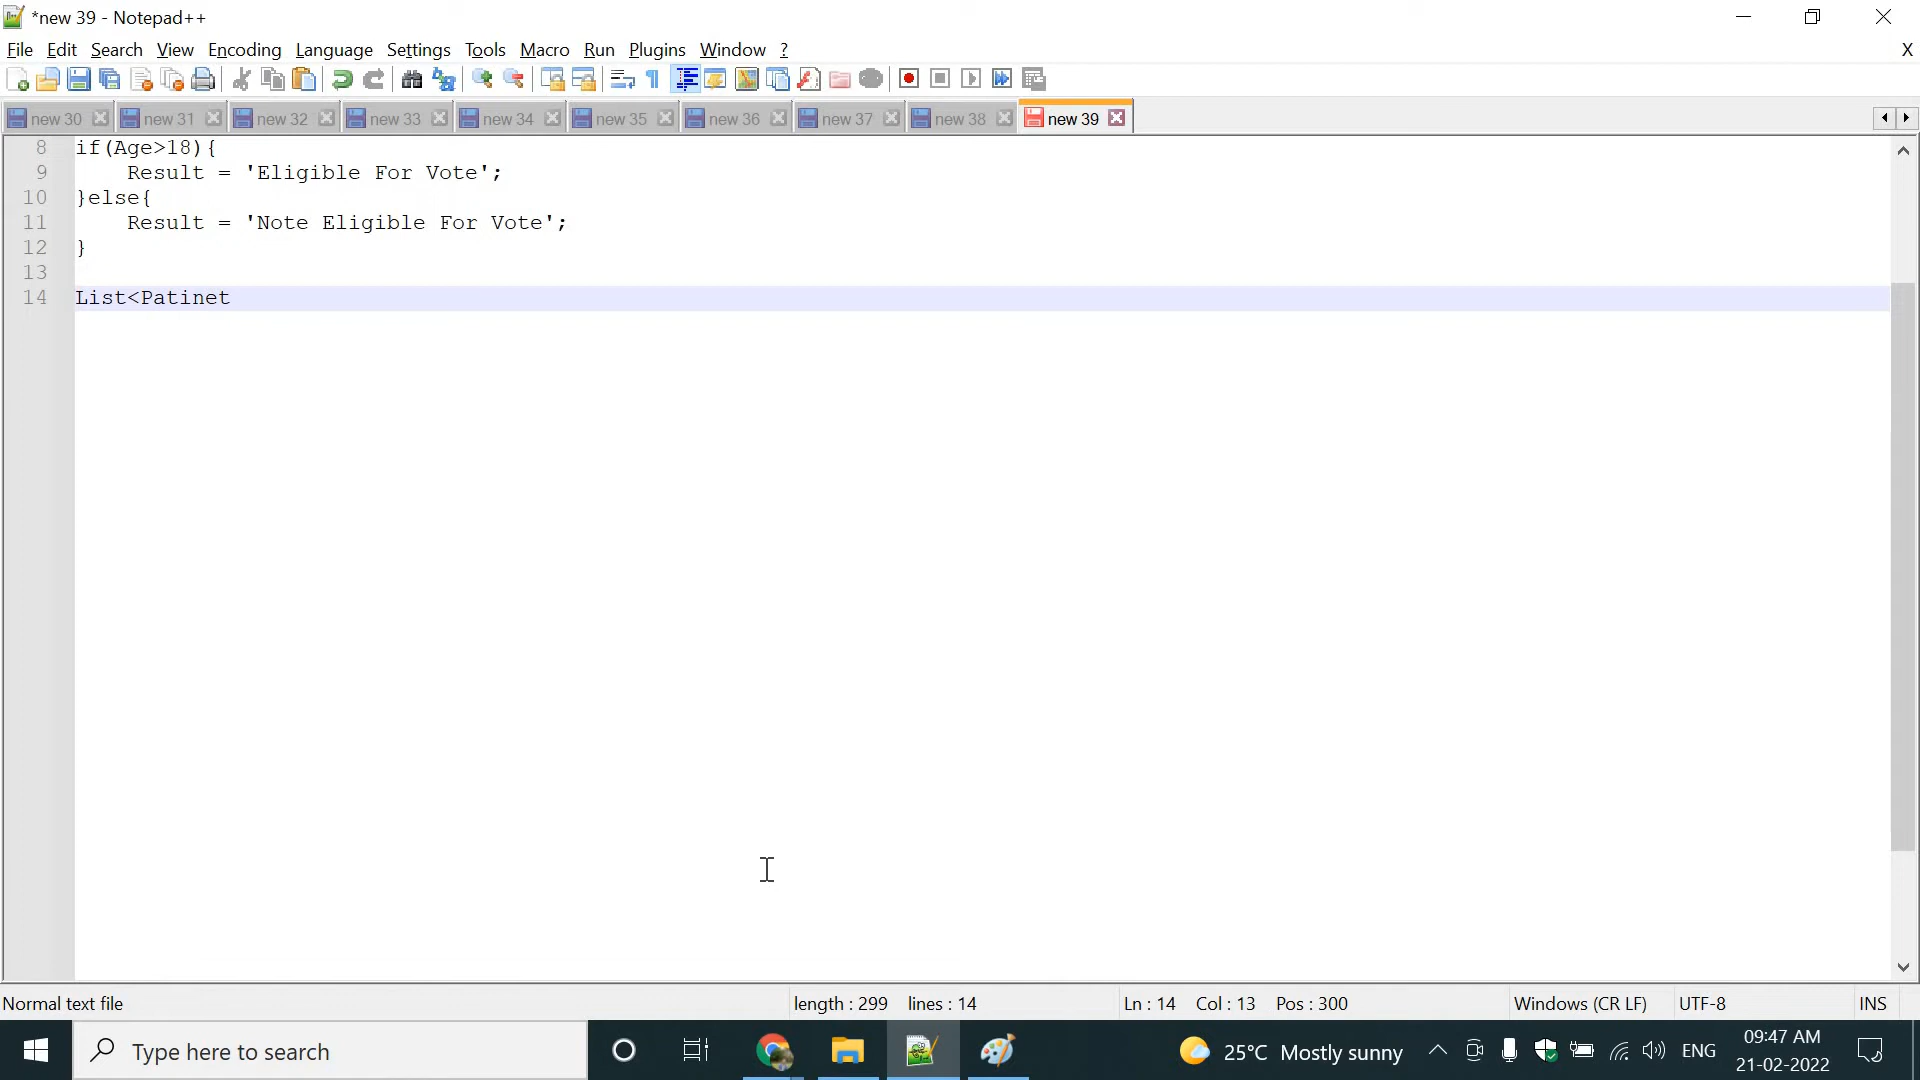 *new 39 - Notepad++
File Edit Search View Encoding Language Settings Tools Macro Run Plugins Window ? X
new 30 new 31 new 32 new 33 new 34 new 35 new 36 new 37 new 38 new 39
8 if(Age>18){
9 Result = 'Eligible For Vote';
10 }else{
11 Result = 'Note Eligible For Vote';
12 }
13
14 List<Patinet
Normal text file length : 299 lines : 14 Ln : 14 Col : 13 Pos : 300 Windows (CR LF) UTF-8 INS
Type here to search 25°C Mostly sunny ENG 09:47 AM
21-02-2022